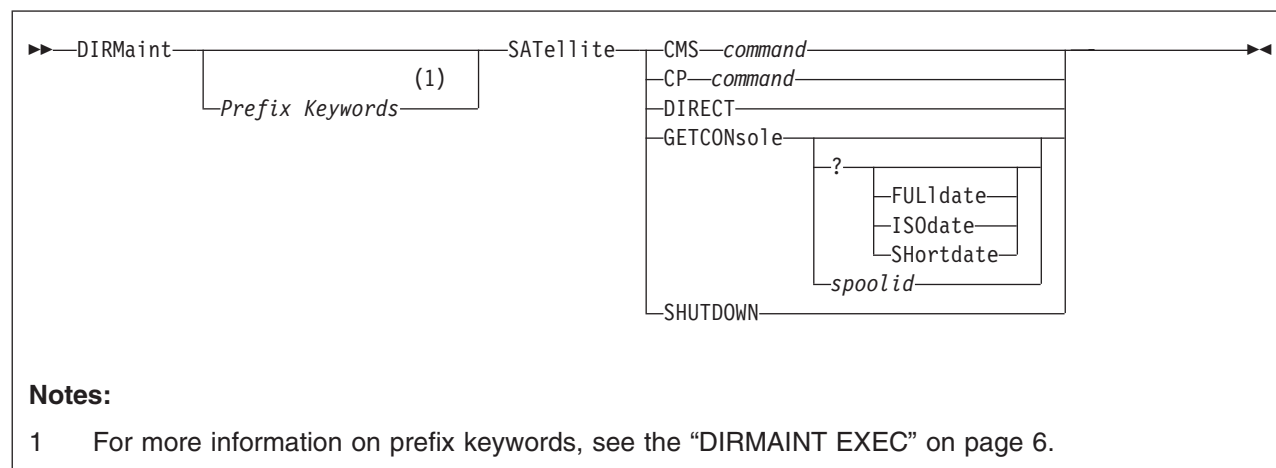 DIRMaint SATellite CMS command
(1) CP command
Prefix Keywords DIRECT
GETCONsole
?
FULldate
ISOdate
SHortdate
spoolid
SHUTDOWN
Notes:
1 For more information on prefix keywords, see the “DIRMAINT EXEC” on page 6.